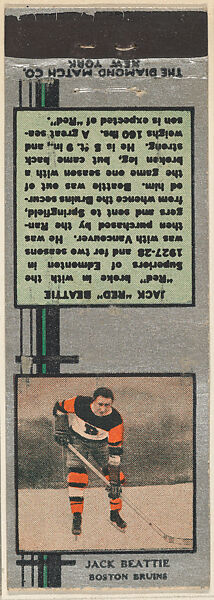 THE DIAMOND MATCH CO.
NEW YORK
JACK "RED" BEATTIE
"Red" broke in with the
Superiors of Edmonton in
1927-28 and for two seasons
was with Vancouver. He was
then purchased by the Ran-
gers and sent to Springfield,
from whence the Bruins secur-
ed him. Beattie was out of
the game one season with a
broken leg, but came back
strong. He is 5 ft. 9 in., and
weighs 160 lbs. A great sea-
son is expected of "Red".
JACK BEATTIE
BOSTON BRUINS